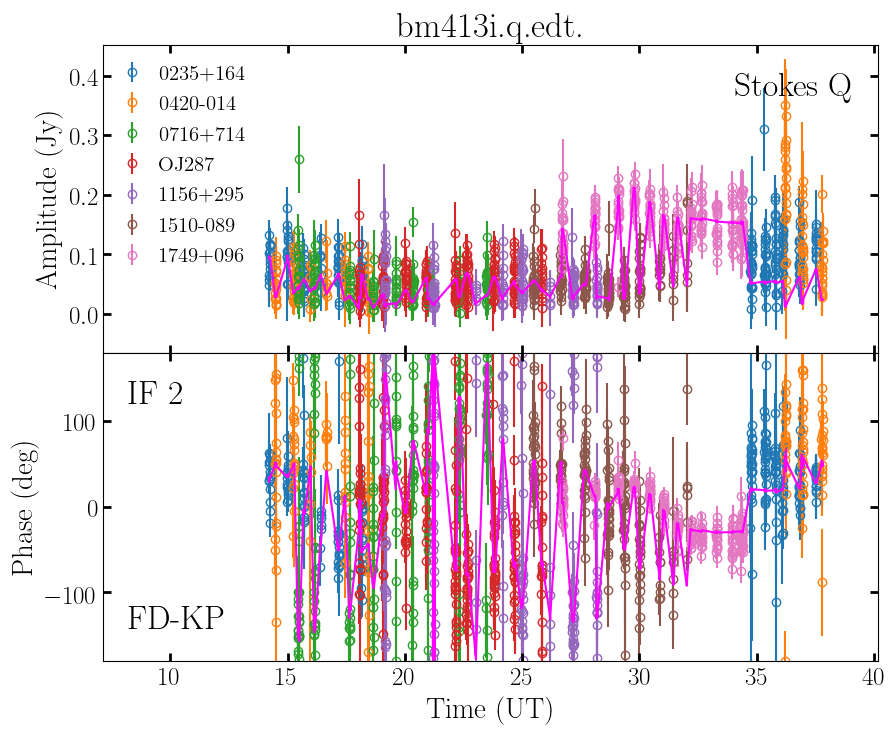 bm413i.q.edt.
Stokes Q
0235+164
0420-014
0716+714
OJ287
1156+295
1510-089
1749+096
Amplitude (Jy)
0.4
0.3
0.2
0.1
0.0
IF 2
FD-KP
Phase (deg)
100
0
−100
10 15 20 25 30 35 40
Time (UT)